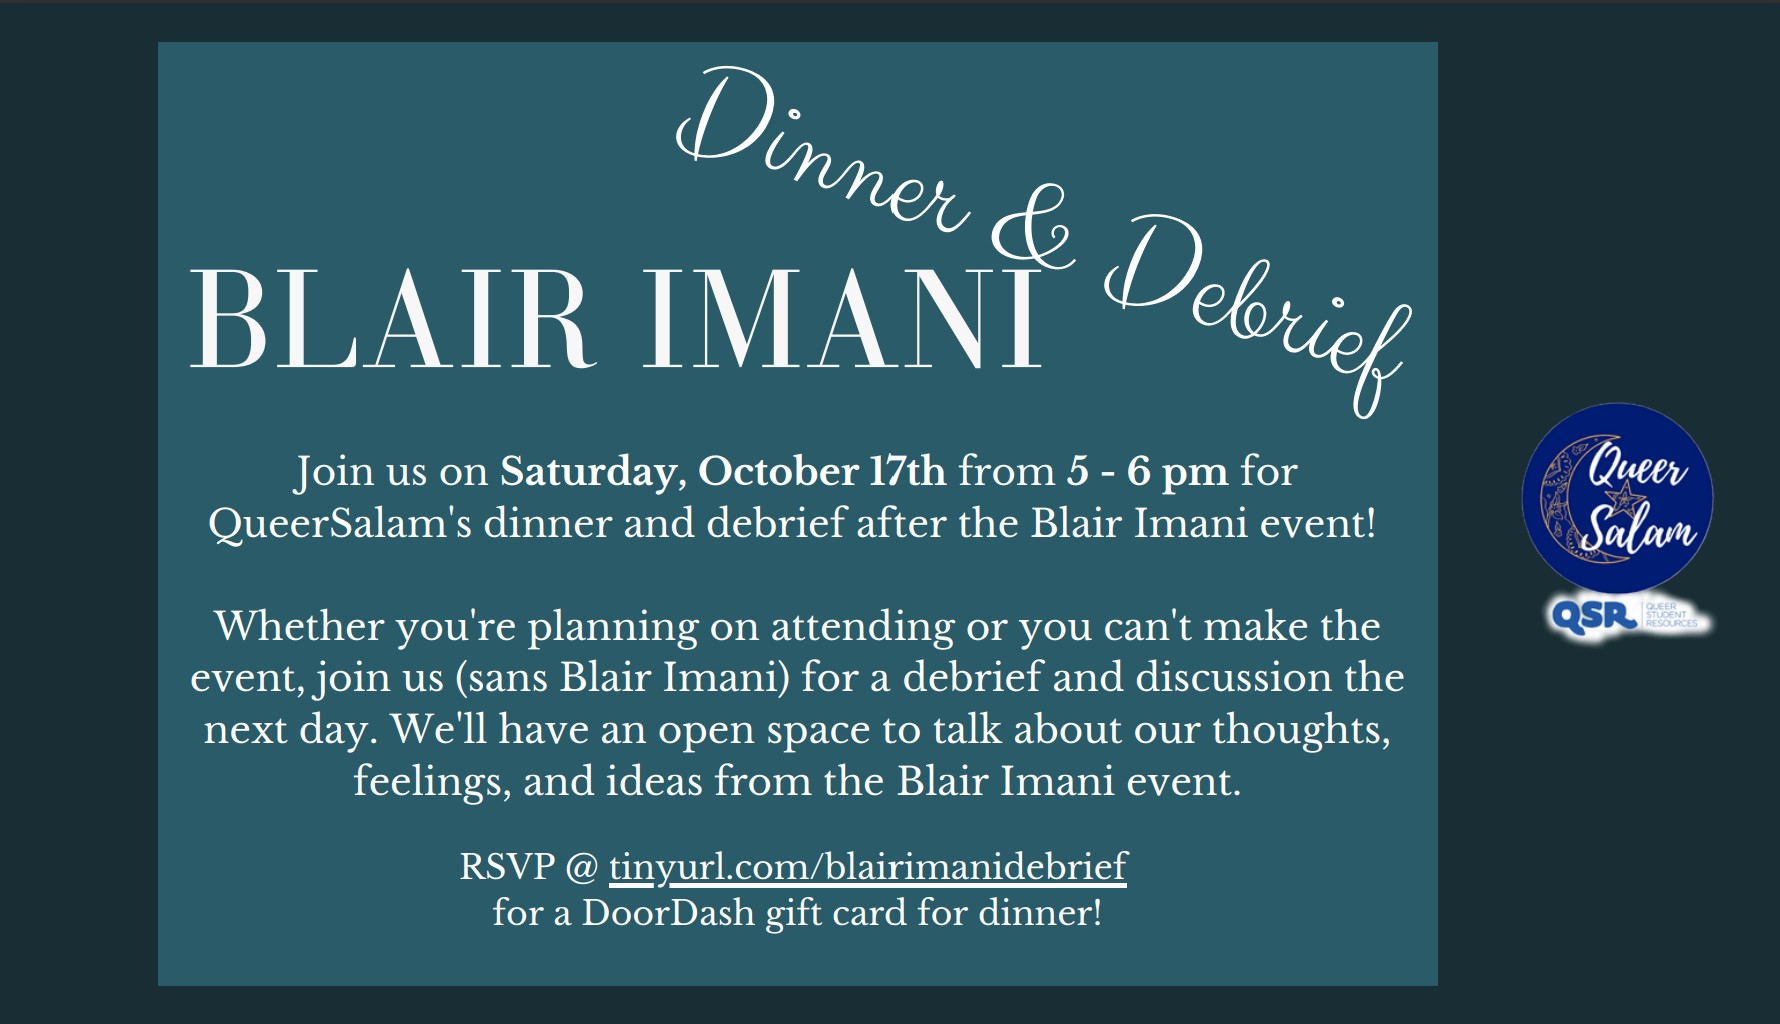 Dinner & Debrief
BLAIR IMANI
Join us on Saturday, October 17th from 5 - 6 pm for
QueerSalam's dinner and debrief after the Blair Imani event!
Whether you're planning on attending or you can't make the
event, join us (sans Blair Imani) for a debrief and discussion the
next day. We'll have an open space to talk about our thoughts,
feelings, and ideas from the Blair Imani event.
RSVP @ tinyurl.com/blairimanidebrief
for a DoorDash gift card for dinner!
Queer
Salam
QSR
QUEER
STUDENT
RESOURCES